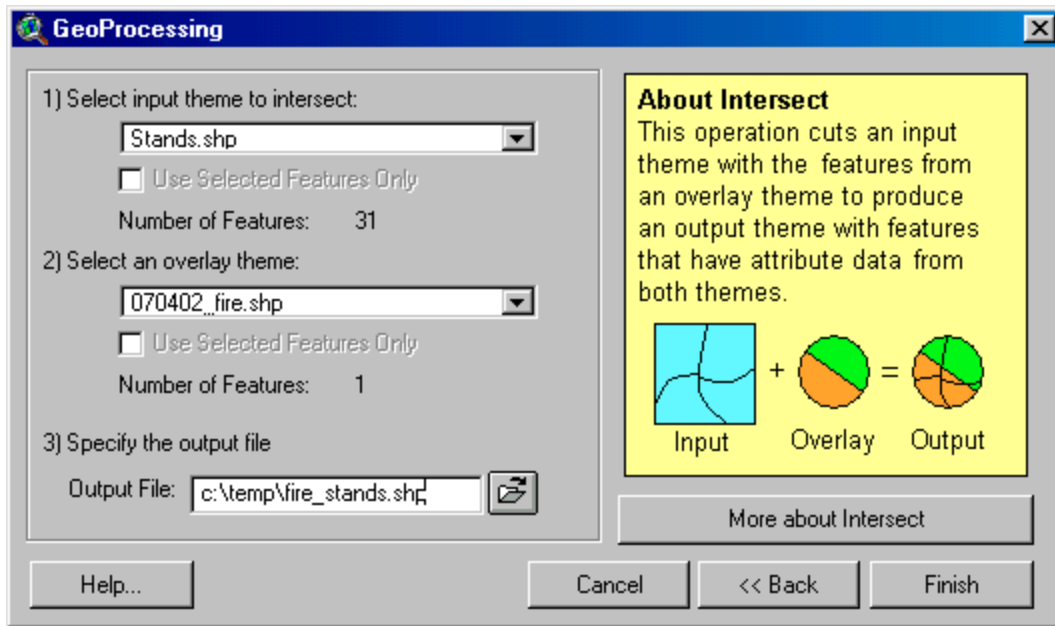 GeoProcessing
1) Select input theme to intersect:
Stands.shp
Use Selected Features Only
Number of Features: 31
2) Select an overlay theme:
070402_fire.shp
Use Selected Features Only
Number of Features: 1
3) Specify the output file
Output File: c:\temp\fire_stands.shp
About Intersect
This operation cuts an input
theme with the features from
an overlay theme to produce
an output theme with features
that have attribute data from
both themes.
+ =
Input Overlay Output
More about Intersect
Help... Cancel << Back Finish